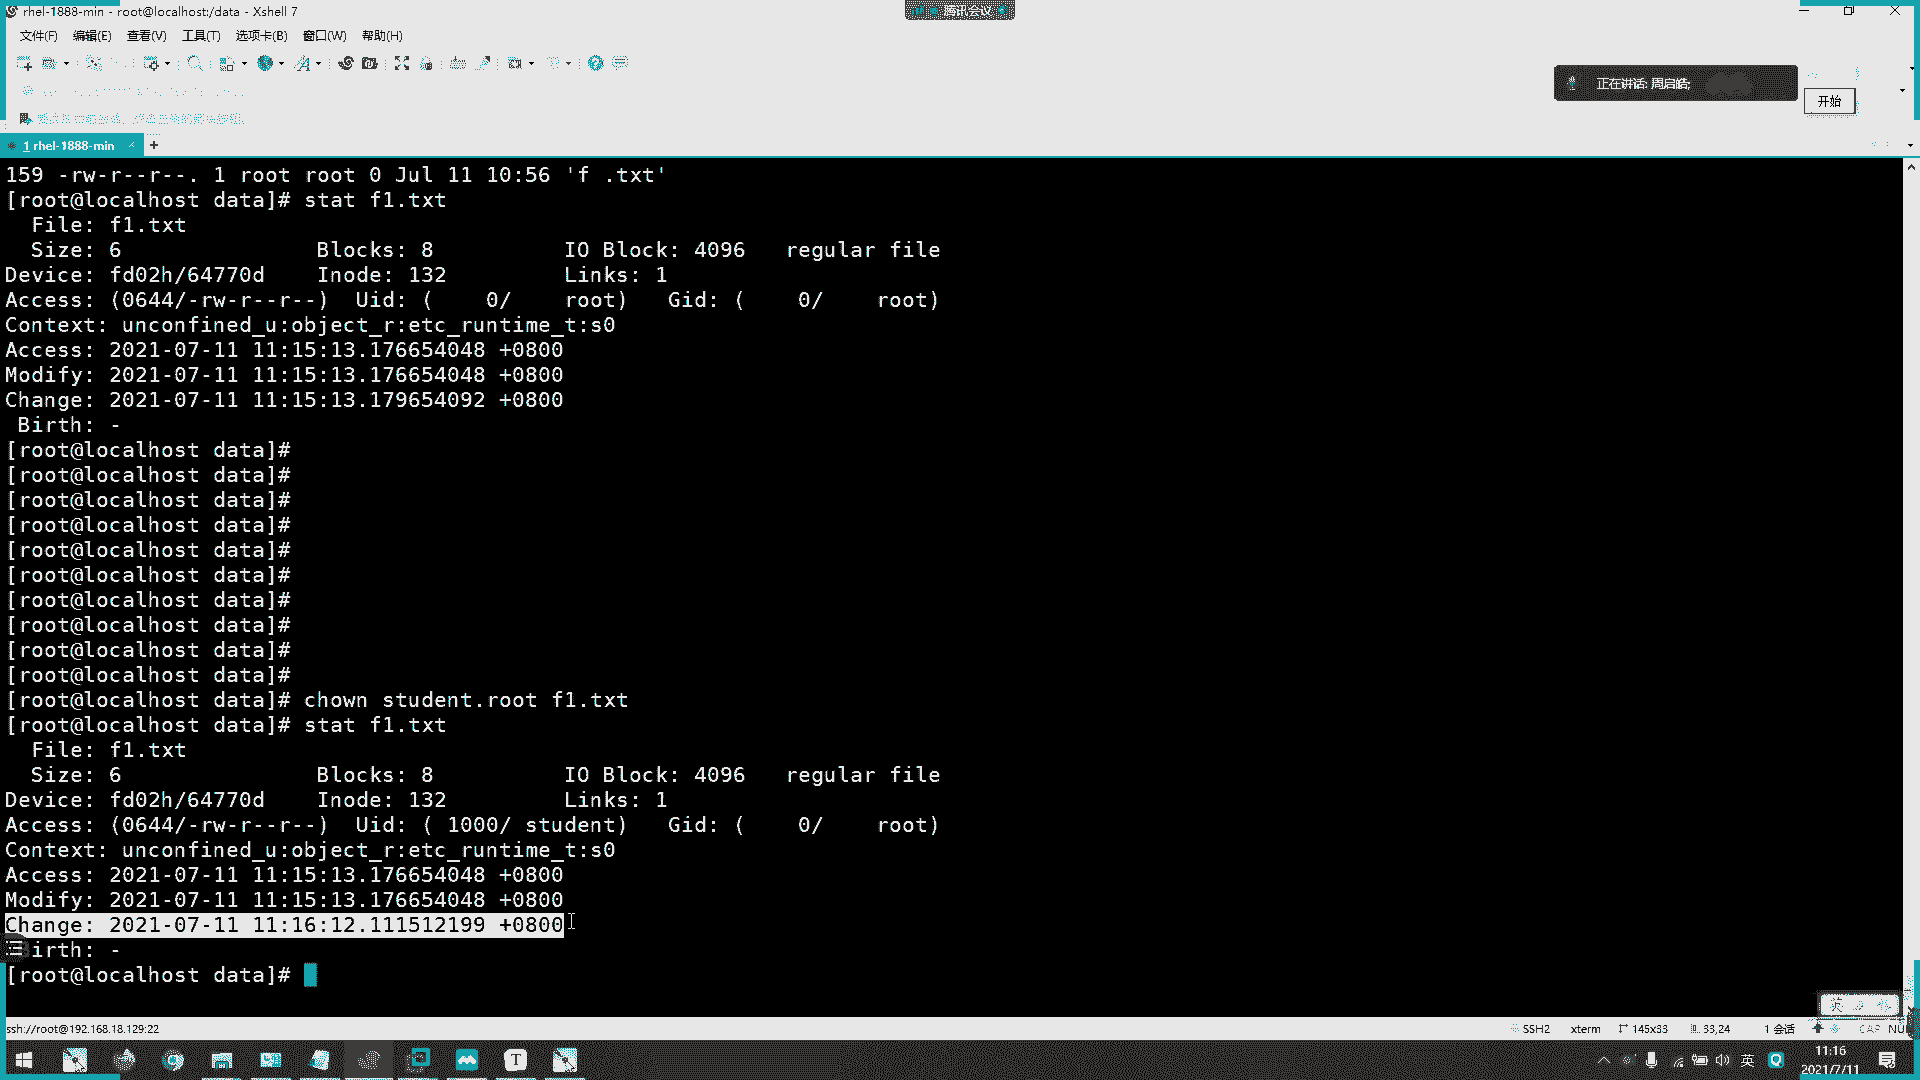 rhel-1888-min - root@localhost:/data - Xshell 7
腾讯会议
文件(F) 编辑(E) 查看(V) 工具(T) 选项卡(B) 窗口(W) 帮助(H)
正在讲话: 周启皓;
开始
1 rhel-1888-min × +
159 -rw-r--r--. 1 root root 0 Jul 11 10:56 'f .txt'
[root@localhost data]# stat f1.txt
  File: f1.txt
  Size: 6               Blocks: 8          IO Block: 4096   regular file
Device: fd02h/64770d    Inode: 132         Links: 1
Access: (0644/-rw-r--r--)  Uid: (    0/    root)   Gid: (    0/    root)
Context: unconfined_u:object_r:etc_runtime_t:s0
Access: 2021-07-11 11:15:13.176654048 +0800
Modify: 2021-07-11 11:15:13.176654048 +0800
Change: 2021-07-11 11:15:13.179654092 +0800
 Birth: -
[root@localhost data]#
[root@localhost data]#
[root@localhost data]#
[root@localhost data]#
[root@localhost data]#
[root@localhost data]#
[root@localhost data]#
[root@localhost data]#
[root@localhost data]#
[root@localhost data]#
[root@localhost data]# chown student.root f1.txt
[root@localhost data]# stat f1.txt
  File: f1.txt
  Size: 6               Blocks: 8          IO Block: 4096   regular file
Device: fd02h/64770d    Inode: 132         Links: 1
Access: (0644/-rw-r--r--)  Uid: ( 1000/ student)   Gid: (    0/    root)
Context: unconfined_u:object_r:etc_runtime_t:s0
Access: 2021-07-11 11:15:13.176654048 +0800
Modify: 2021-07-11 11:15:13.176654048 +0800
Change: 2021-07-11 11:16:12.111512199 +0800
irth: -
[root@localhost data]#
英
ssh://root@192.168.18.129:22 SSH2 xterm 145x33 33,24 1 会话 CAP NUM
T 英 11:16
2021/7/11